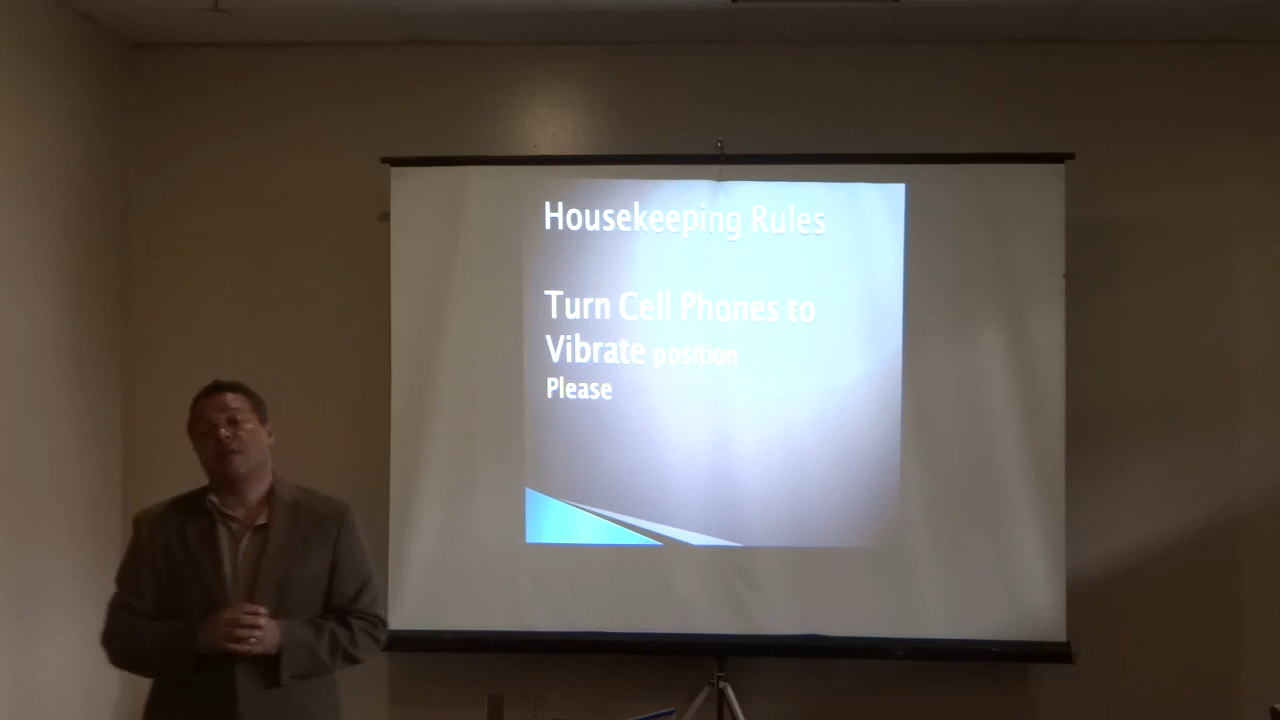 Housekeeping Rules
Turn Cell Phones to
Vibrate position
Please